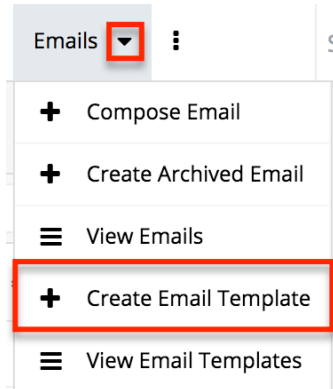 Emails
Compose Email
Create Archived Email
View Emails
Create Email Template
View Email Templates